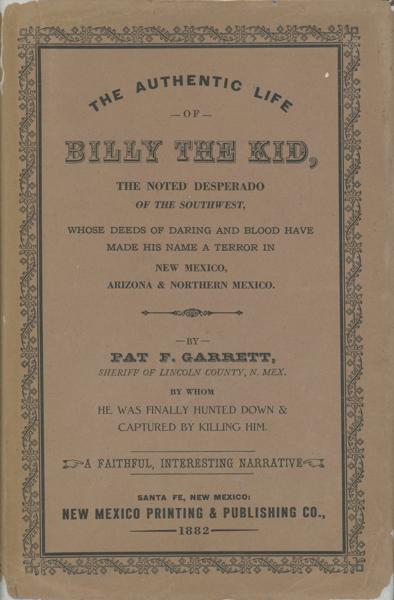 THE AUTHENTIC LIFE
—OF—
BILLY THE KID,
THE NOTED DESPERADO
OF THE SOUTHWEST,
WHOSE DEEDS OF DARING AND BLOOD HAVE
MADE HIS NAME A TERROR IN
NEW MEXICO,
ARIZONA & NORTHERN MEXICO.
—BY—
PAT F. GARRETT,
SHERIFF OF LINCOLN COUNTY, N. MEX.
BY WHOM
HE WAS FINALLY HUNTED DOWN &
CAPTURED BY KILLING HIM.
A FAITHFUL, INTERESTING NARRATIVE
SANTA FE, NEW MEXICO:
NEW MEXICO PRINTING & PUBLISHING CO.,
1882